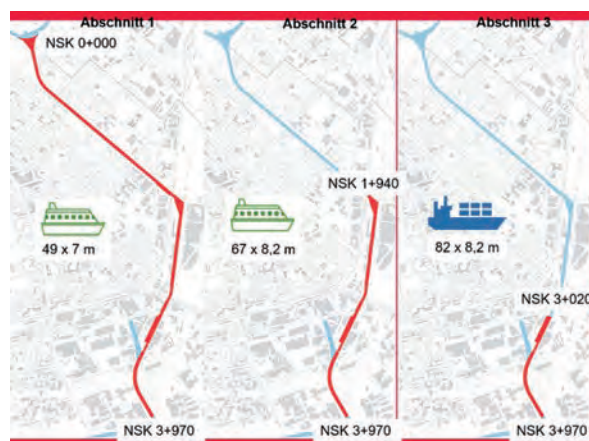 Abschnitt 1
NSK 0+000
49 x 7 m
NSK 3+970
Abschnitt 2
NSK 1+940
67 x 8,2 m
NSK 3+970
Abschnitt 3
82 x 8,2 m
NSK 3+020
NSK 3+970